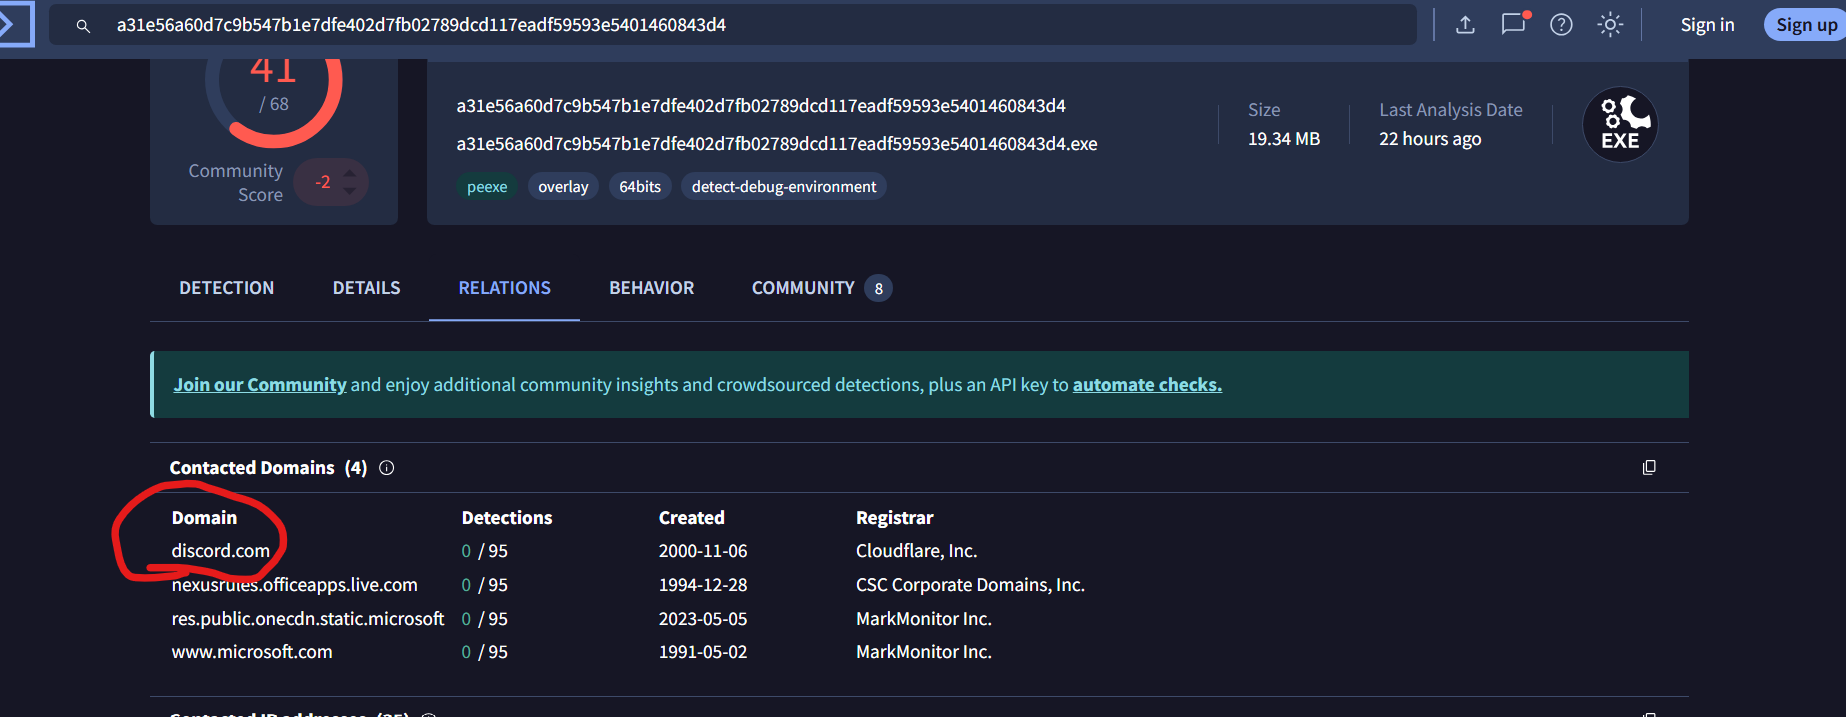 a31e56a60d7c9b547b1e7dfe402d7fb02789dcd117eadf59593e5401460843d4
Sign in
Sign up
41
/ 68
Community
Score
-2
a31e56a60d7c9b547b1e7dfe402d7fb02789dcd117eadf59593e5401460843d4
a31e56a60d7c9b547b1e7dfe402d7fb02789dcd117eadf59593e5401460843d4.exe
peexe overlay 64bits detect-debug-environment
Size
19.34 MB
Last Analysis Date
22 hours ago
EXE
DETECTION DETAILS RELATIONS BEHAVIOR COMMUNITY 8
Join our Community and enjoy additional community insights and crowdsourced detections, plus an API key to automate checks.
Contacted Domains (4)
Domain Detections Created Registrar
discord.com 0 / 95 2000-11-06 Cloudflare, Inc.
nexusrules.officeapps.live.com 0 / 95 1994-12-28 CSC Corporate Domains, Inc.
res.public.onecdn.static.microsoft 0 / 95 2023-05-05 MarkMonitor Inc.
www.microsoft.com 0 / 95 1991-05-02 MarkMonitor Inc.
Contacted IP addresses